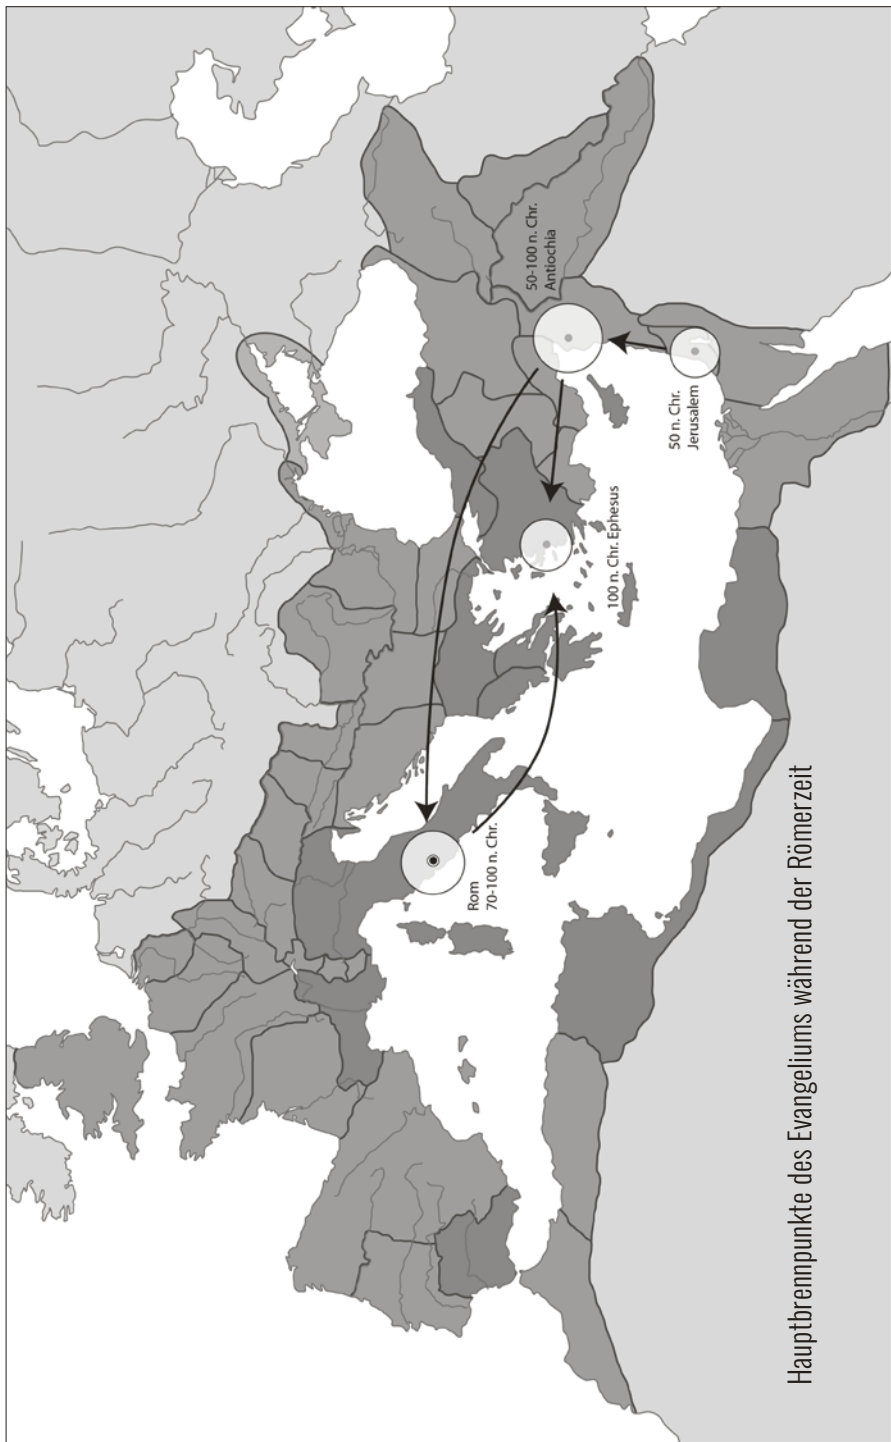 50-100 n. Chr.
Antiochia
50 n. Chr.
Jerusalem
100 n. Chr. Ephesus
Rom
70-100 n. Chr.
Hauptbrennpunkte des Evangeliums während der Römerzeit